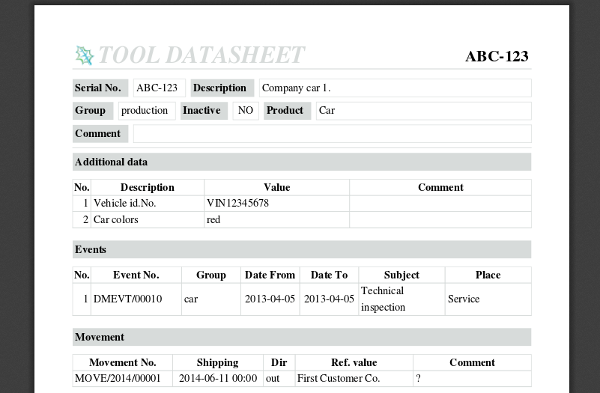 TOOL DATASHEET ABC-123
Serial No. ABC-123 Description Company car 1.
Group production Inactive NO Product Car
Comment
Additional data
No. Description Value Comment
1 Vehicle id.No. VIN12345678
2 Car colors red
Events
No. Event No. Group Date From Date To Subject Place
1 DMEVT/00010 car 2013-04-05 2013-04-05 Technical inspection Service
Movement
Movement No. Shipping Dir Ref. value Comment
MOVE/2014/00001 2014-06-11 00:00 out First Customer Co. ?